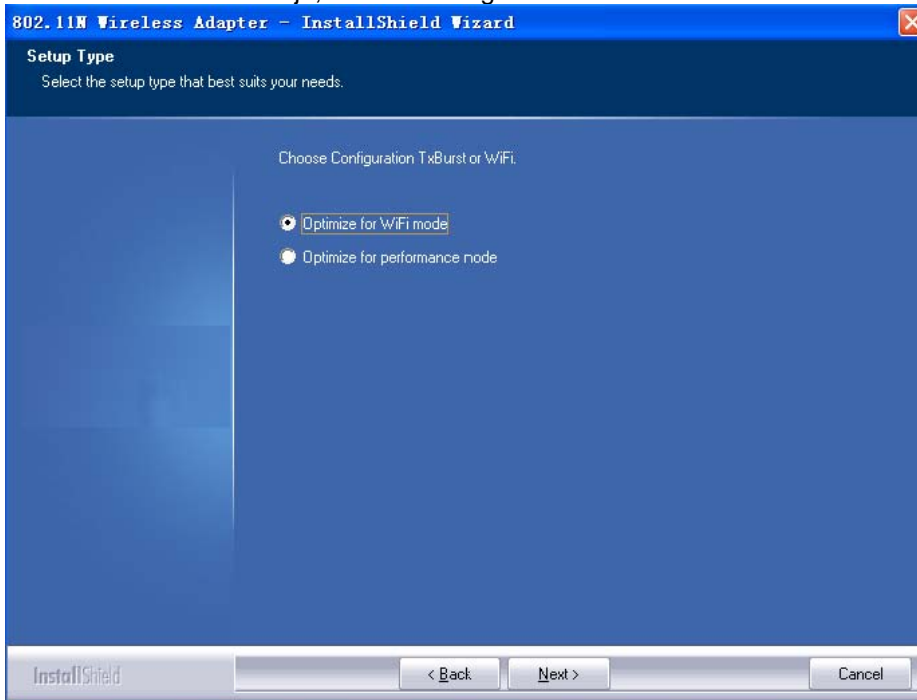 802.11N Wireless Adapter - InstallShield Wizard
Setup Type
Select the setup type that best suits your needs.
Choose Configuration TxBurst or WiFi.
Optimize for WiFi mode
Optimize for performance mode
InstallShield
< Back
Next >
Cancel